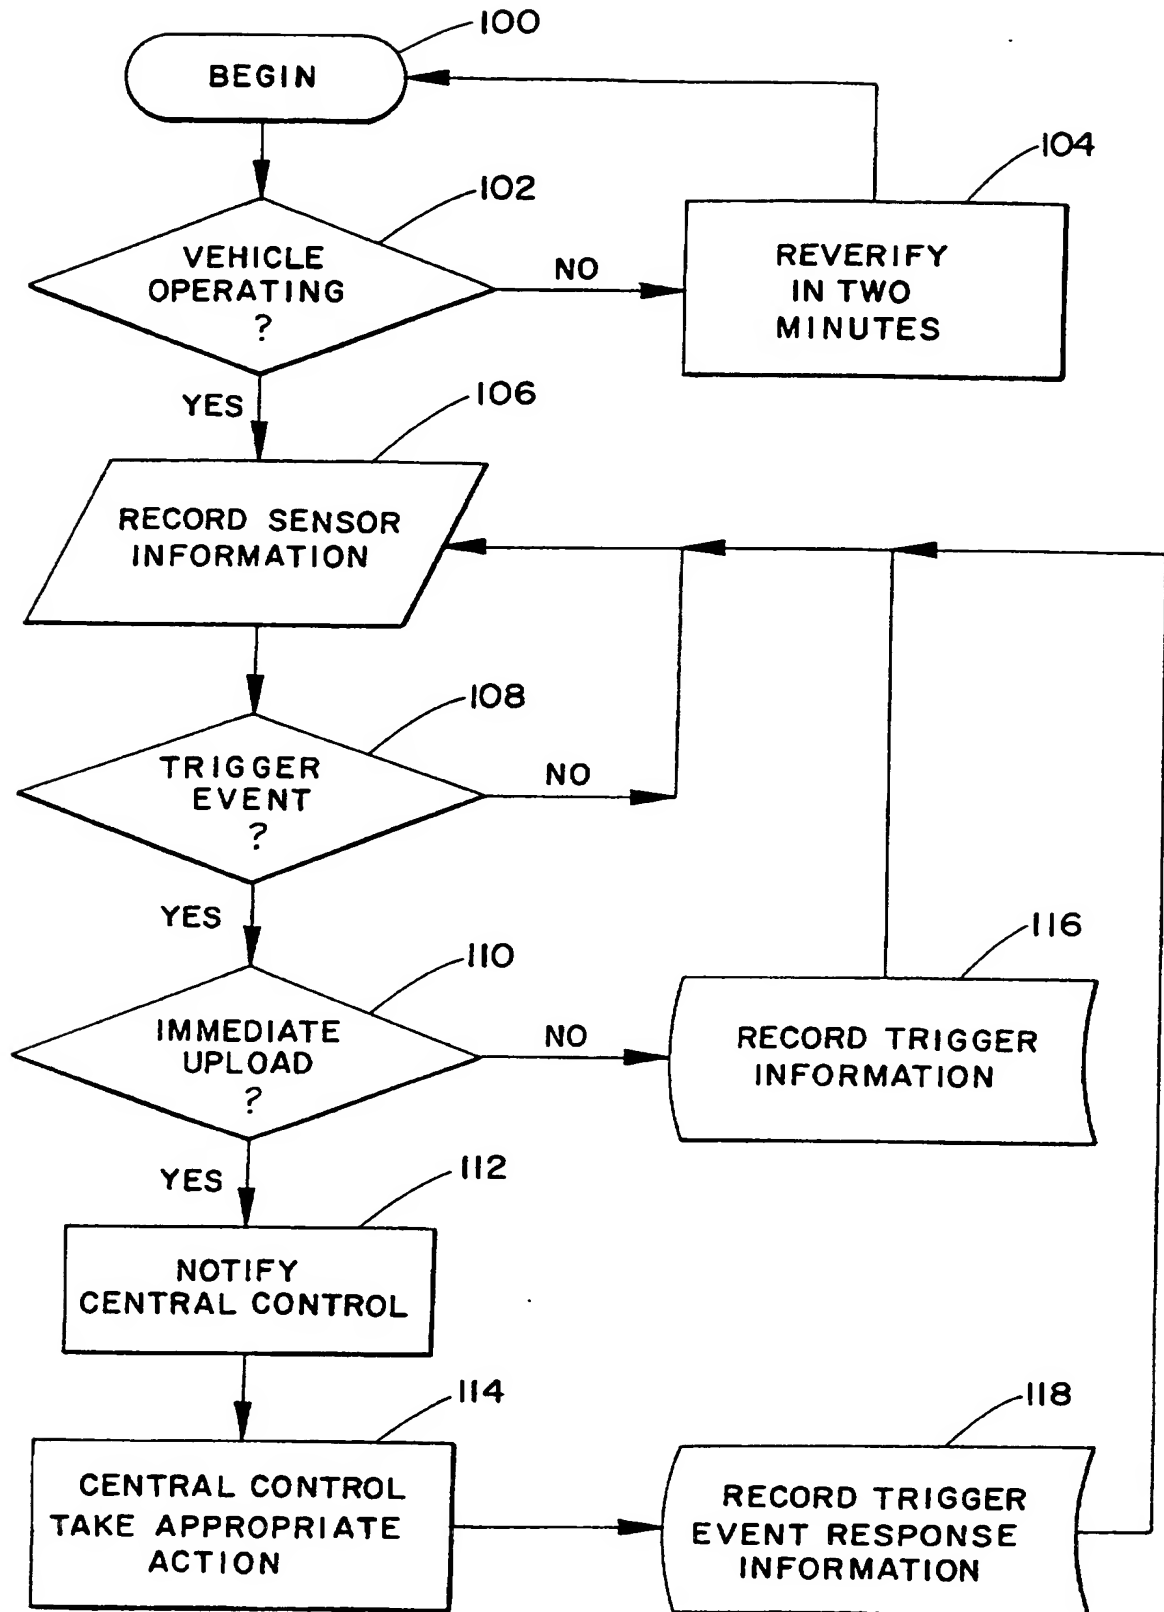 100
BEGIN
104
102
VEHICLE
OPERATING
?
NO
REVERIFY
IN TWO
MINUTES
YES
106
RECORD SENSOR
INFORMATION
108
TRIGGER
EVENT
?
NO
YES
110
116
IMMEDIATE
UPLOAD
?
NO
RECORD TRIGGER
INFORMATION
YES
112
NOTIFY
CENTRAL CONTROL
114
118
CENTRAL CONTROL
TAKE APPROPRIATE
ACTION
RECORD TRIGGER
EVENT RESPONSE
INFORMATION